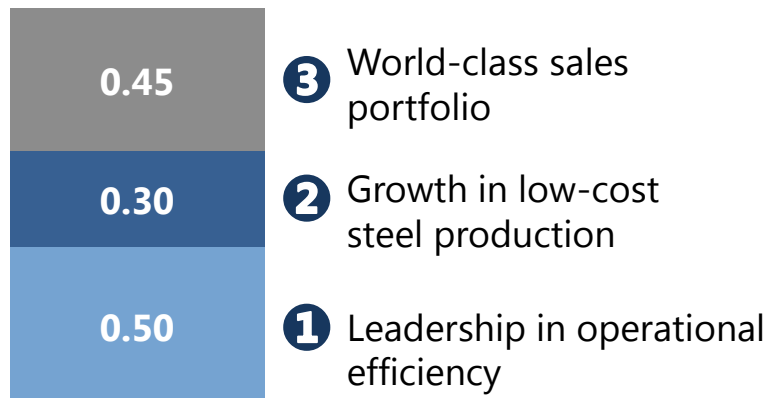 0.45
3
World-class sales
portfolio
0.30
2
Growth in low-cost
steel production
0.50
1
Leadership in operational
efficiency